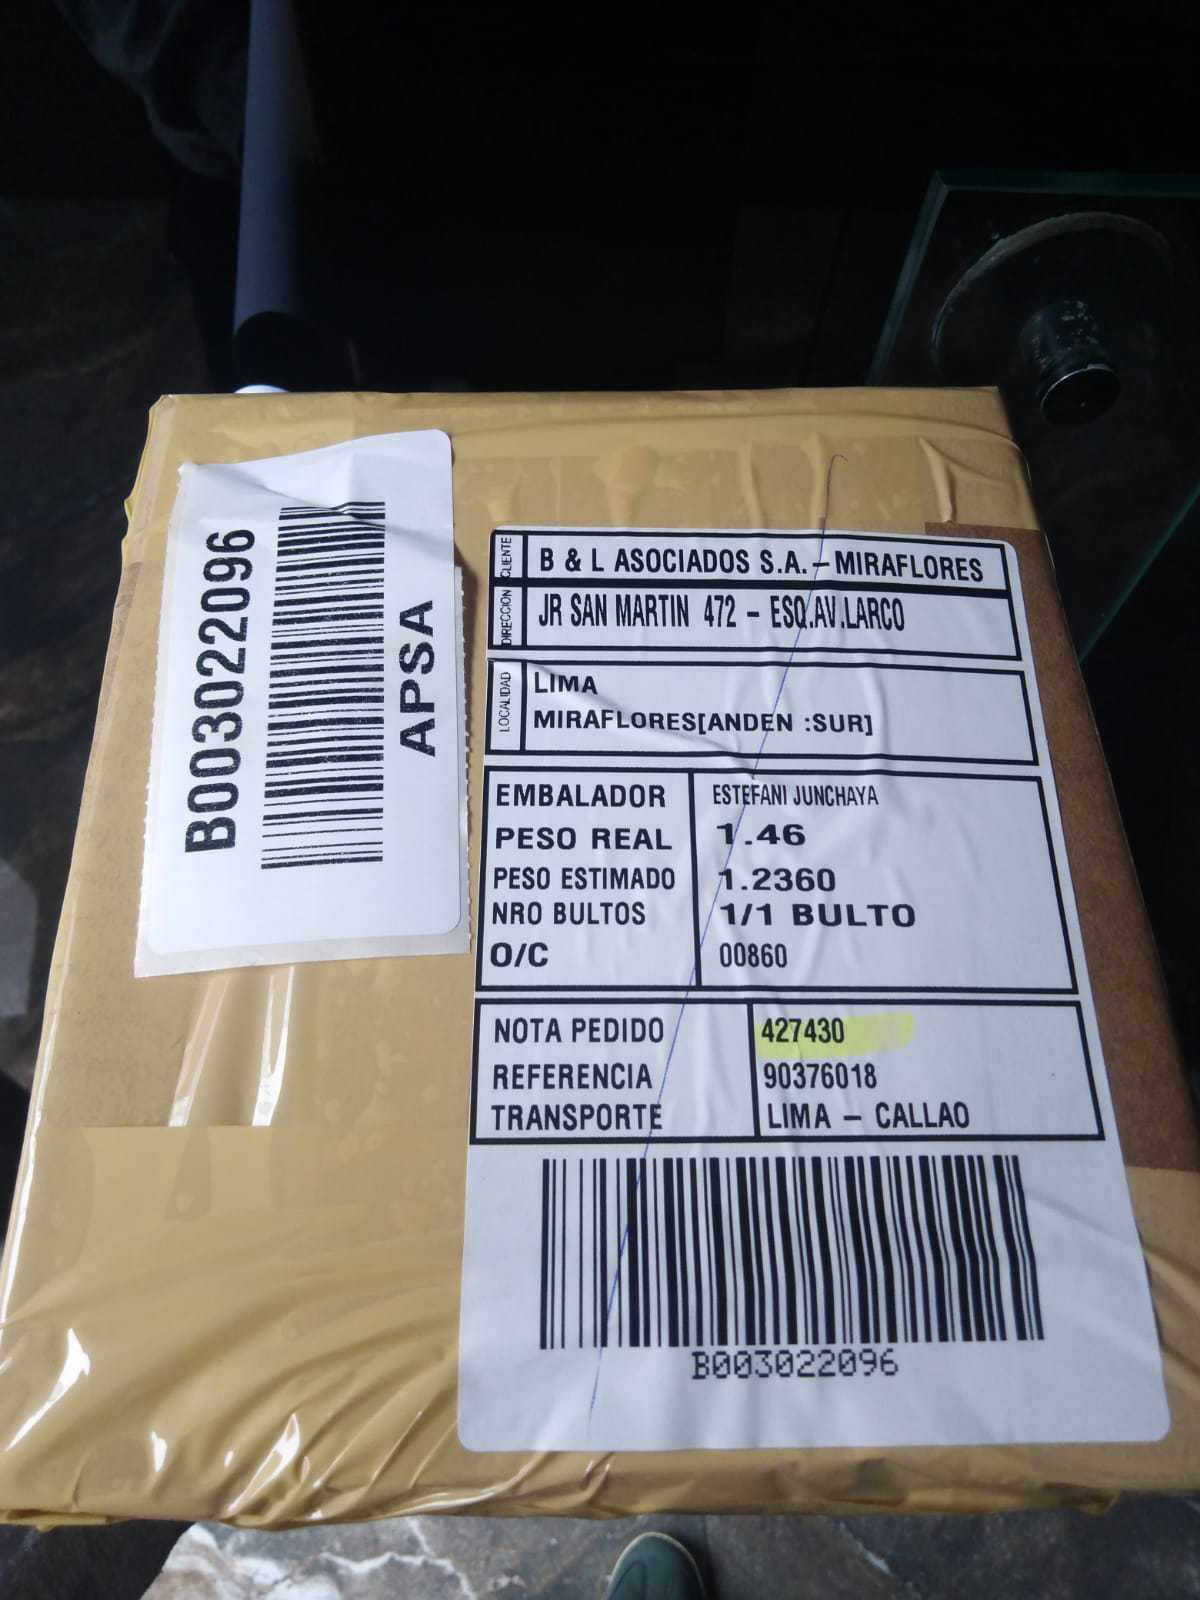 B003022096
APSA
CLIENTE B & L ASOCIADOS S.A. – MIRAFLORES
DIRECCION JR SAN MARTIN 472 – ESQ.AV.LARCO
LOCALIDAD LIMA
MIRAFLORES[ANDEN :SUR]
EMBALADOR ESTEFANI JUNCHAYA
PESO REAL 1.46
PESO ESTIMADO 1.2360
NRO BULTOS 1/1 BULTO
O/C 00860
NOTA PEDIDO 427430
REFERENCIA 90376018
TRANSPORTE LIMA – CALLAO
B003022096